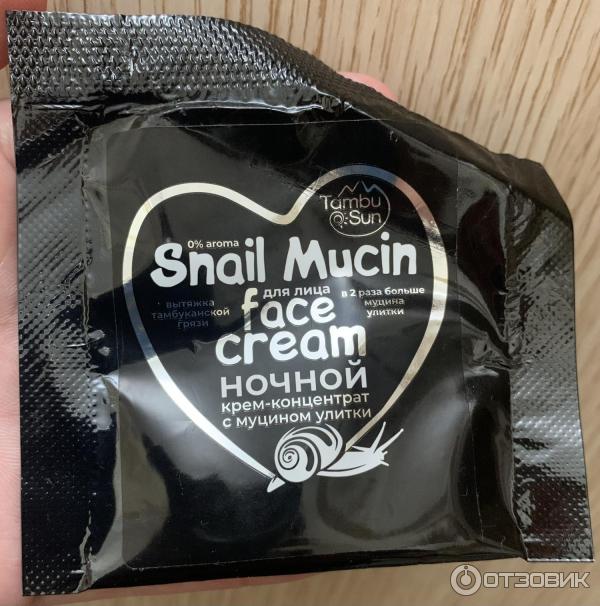 Tambu
Sun
0% aroma
Snail Mucin
для лица
вытяжка
тамбуканской
грязи
в 2 раза больше
муцина
улитки
face
cream
НОЧНОЙ
крем-концентрат
с муцином улитки
ОТЗОВИК